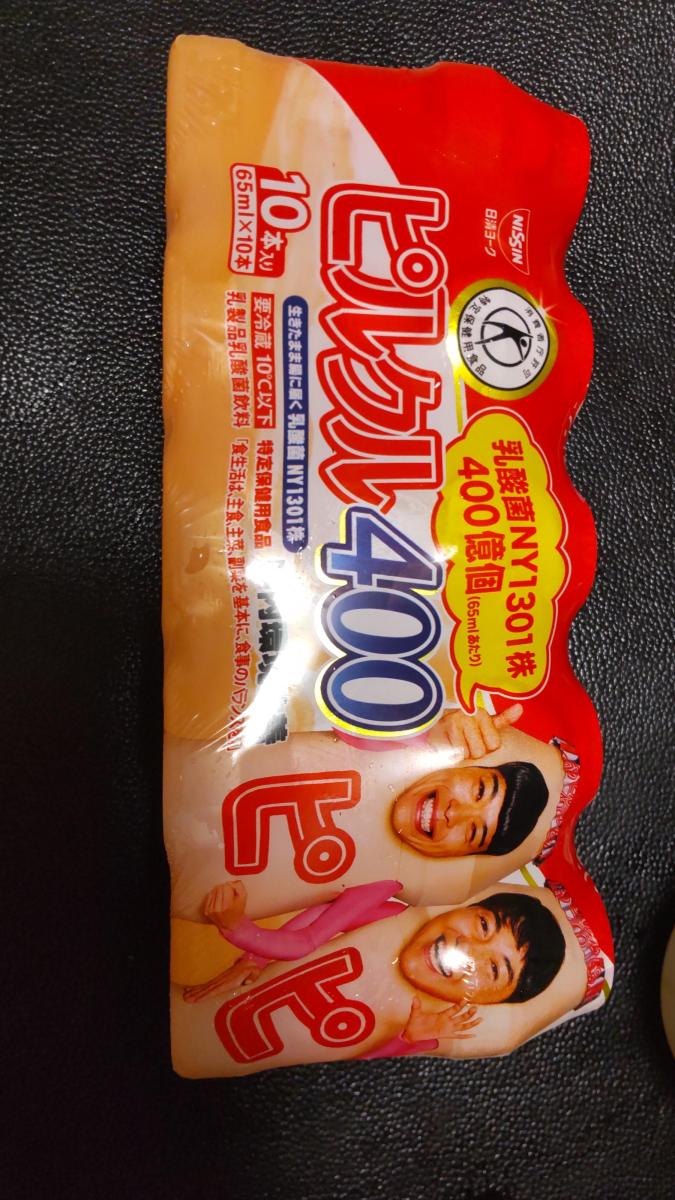 NISSIN
日清ヨーク
消費者庁許可
特定保健用食品
乳酸菌NY1301株
400億個(65mlあたり)
ピルクル400
生きたまま腸に届く 乳酸菌 NY1301株
10本入り
65ml×10本
要冷蔵 10℃以下
特定保健用食品
乳製品乳酸菌飲料
「食生活は、主食、主菜、副菜を基本に、食事のバランスを。」
ピ
ピ